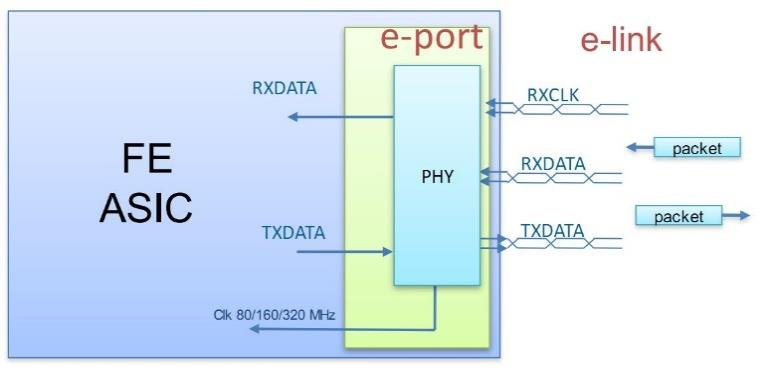 e-port
e-link
RXDATA
RXCLK
FE
ASIC
PHY
packet
RXDATA
packet
TXDATA
TXDATA
Clk 80/160/320 MHz